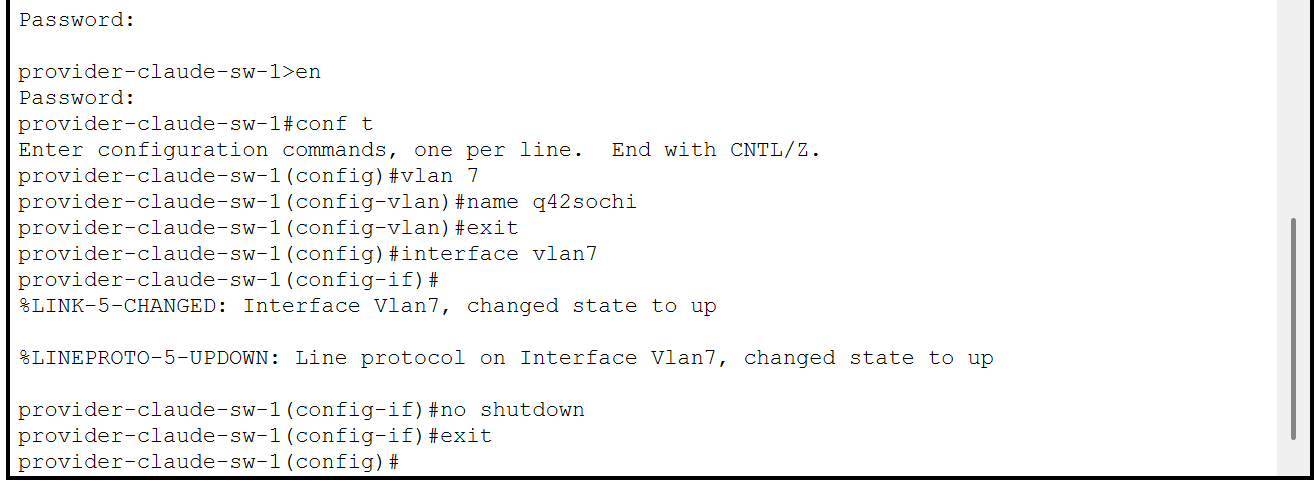 Password:
provider-claude-sw-1>en
Password:
provider-claude-sw-1#conf t
Enter configuration commands, one per line.  End with CNTL/Z.
provider-claude-sw-1(config)#vlan 7
provider-claude-sw-1(config-vlan)#name q42sochi
provider-claude-sw-1(config-vlan)#exit
provider-claude-sw-1(config)#interface vlan7
provider-claude-sw-1(config-if)#
%LINK-5-CHANGED: Interface Vlan7, changed state to up
%LINEPROTO-5-UPDOWN: Line protocol on Interface Vlan7, changed state to up
provider-claude-sw-1(config-if)#no shutdown
provider-claude-sw-1(config-if)#exit
provider-claude-sw-1(config)#